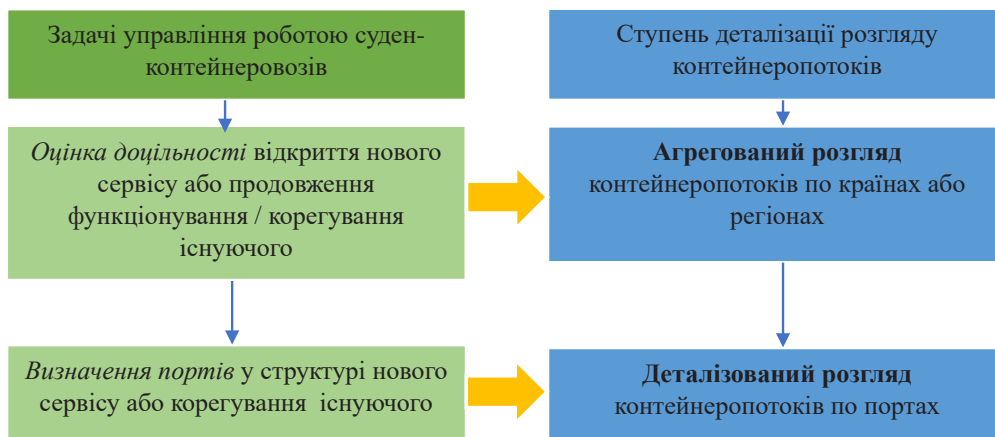 Задачі управління роботою суден-
контейнеровозів
Ступень деталізації розгляду
контейнеропотоків
Оцінка доцільності відкриття нового
сервісу або продовження
функціонування / корегування
існуючого
Агрегований розгляд
контейнеропотоків по країнах або
регіонах
Визначення портів у структурі нового
сервісу або корегування існуючого
Деталізований розгляд
контейнеропотоків по портах